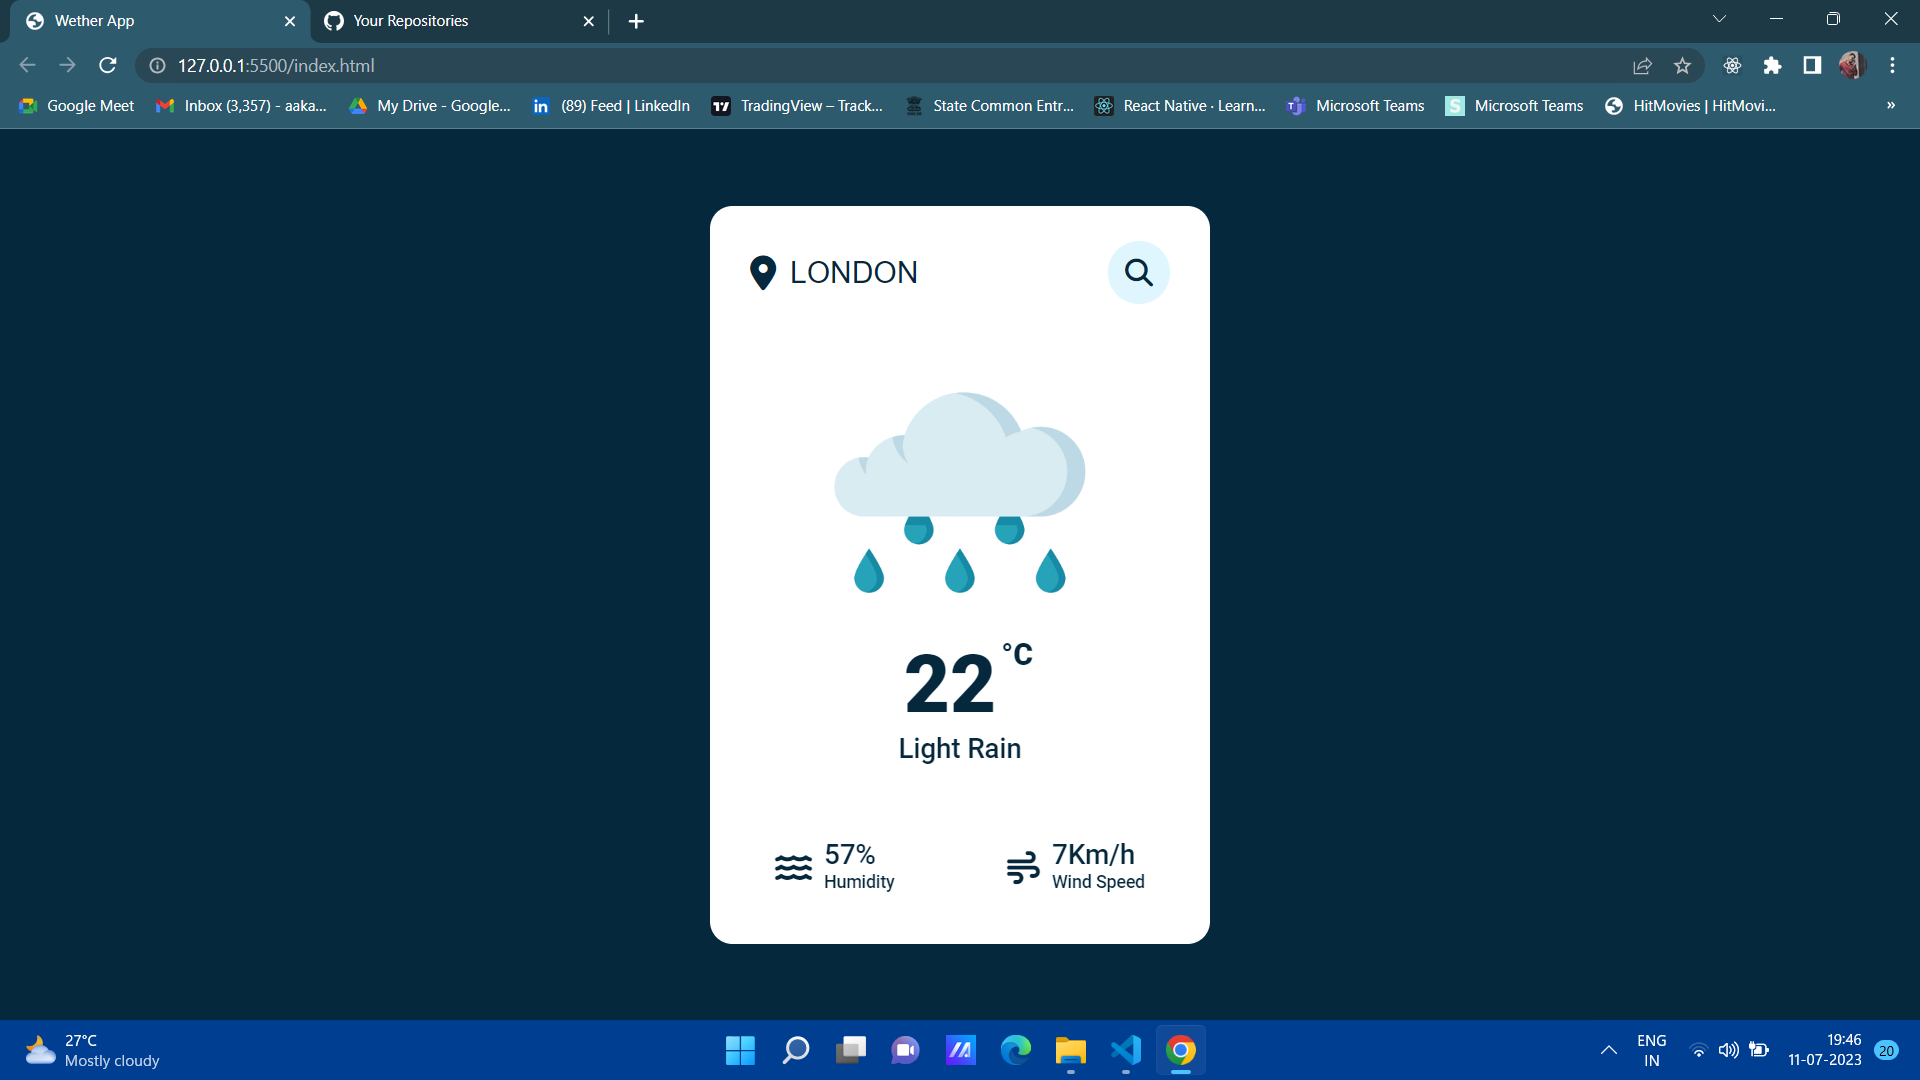 Wether App
Your Repositories
127.0.0.1:5500/index.html
Google Meet
Inbox (3,357) - aaka...
My Drive - Google...
in
(89) Feed | LinkedIn
TradingView – Track...
State Common Entr...
React Native · Learn...
Microsoft Teams
S
Microsoft Teams
HitMovies | HitMovi...
»
LONDON
22 °C
Light Rain
57%
Humidity
7Km/h
Wind Speed
27°C
Mostly cloudy
ENG
IN
19:46
11-07-2023
20